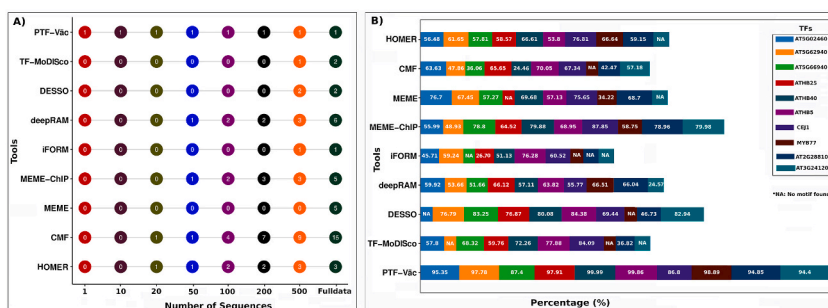 A)
PTF-Väc 1 1 1 1 1 1 1 1
TF-MoDISco 0 0 0 0 0 0 0 2
DESSO 0 0 0 0 0 0 2 2
deepRAM 0 0 0 1 2 2 3 6
iFORM 0 0 0 0 0 0 0 1
MEME-ChIP 0 0 0 1 2 3 3 5
MEME 0 0 0 0 0 0 0 5
CMF 0 0 1 1 4 7 9 15
HOMER 0 0 0 1 2 2 3 3
1 10 20 50 100 200 500 Fulldata
Number of Sequences
Tools
B)
HOMER 56.48 61.65 57.81 58.57 66.61 53.8 76.81 66.64 59.15 NA
CMF 63.63 47.86 36.06 65.65 24.46 70.05 67.34 NA 42.47 57.18
MEME 76.7 67.45 57.27 NA 69.68 57.13 75.65 34.22 68.7 NA
MEME-ChIP 55.99 48.93 78.8 64.52 79.88 68.95 87.85 58.75 78.96 79.98
iFORM 45.71 59.24 NA 26.70 51.13 76.28 60.52 NA NA NA
deepRAM 59.92 53.66 51.66 66.12 57.11 63.82 55.77 66.51 66.04 24.57
DESSO NA 76.79 83.25 76.87 80.08 84.38 69.44 NA 46.73 82.94
TF-MoDISco 57.8 NA 68.32 59.76 72.26 77.88 84.09 NA 36.82 NA
PTF-Väc 95.35 97.78 87.4 97.91 99.99 99.86 86.8 98.89 94.85 94.4
Percentage (%)
Tools
TFs
AT5G02460
AT5G62940
AT5G66940
ATHB25
ATHB40
ATHB5
CEJ1
MYB77
AT2G28810
AT3G24120
*NA: No motif found